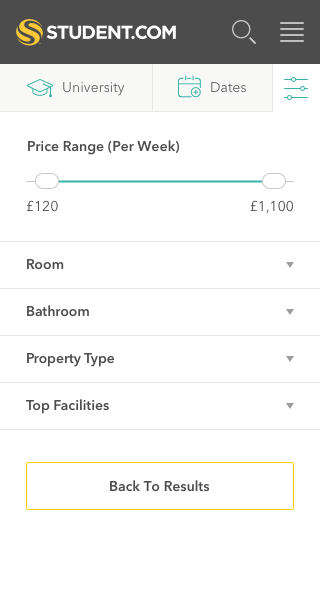 STUDENT.COM
University
Dates
Price Range (Per Week)
£120
£1,100
Room
Bathroom
Property Type
Top Facilities
Back To Results